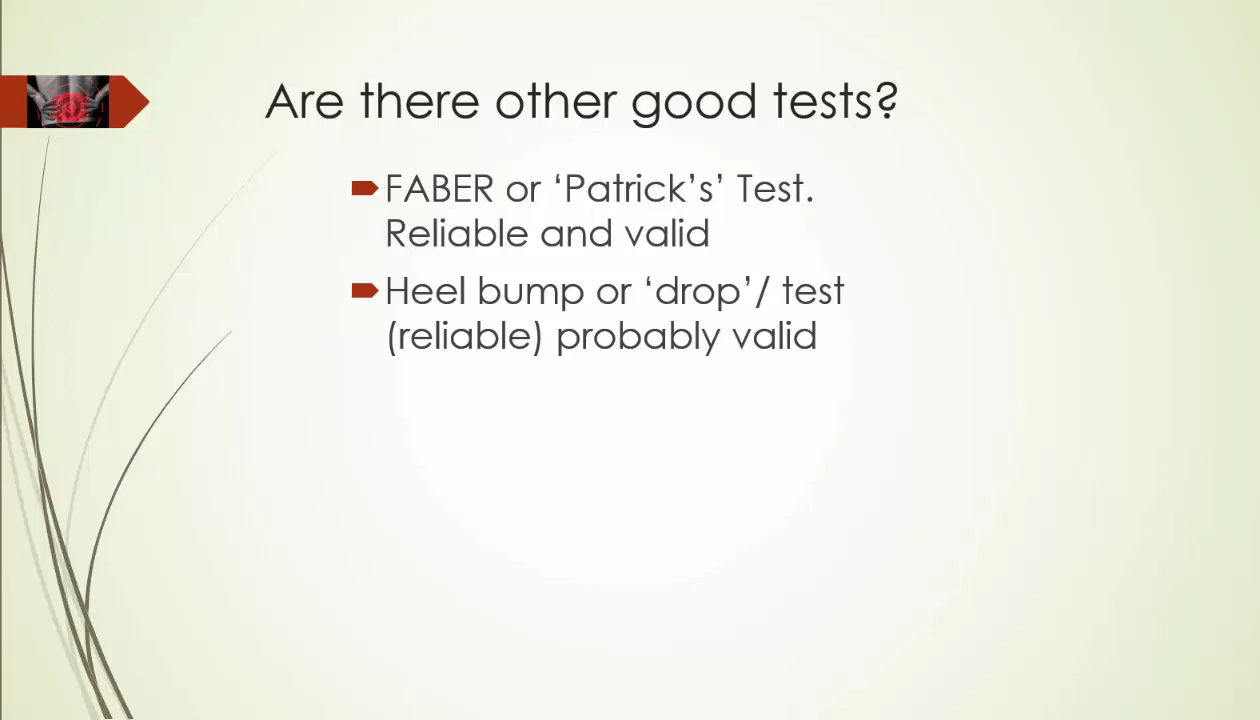 Are there other good tests?
FABER or ‘Patrick’s’ Test.
Reliable and valid
Heel bump or ‘drop’/ test
(reliable) probably valid